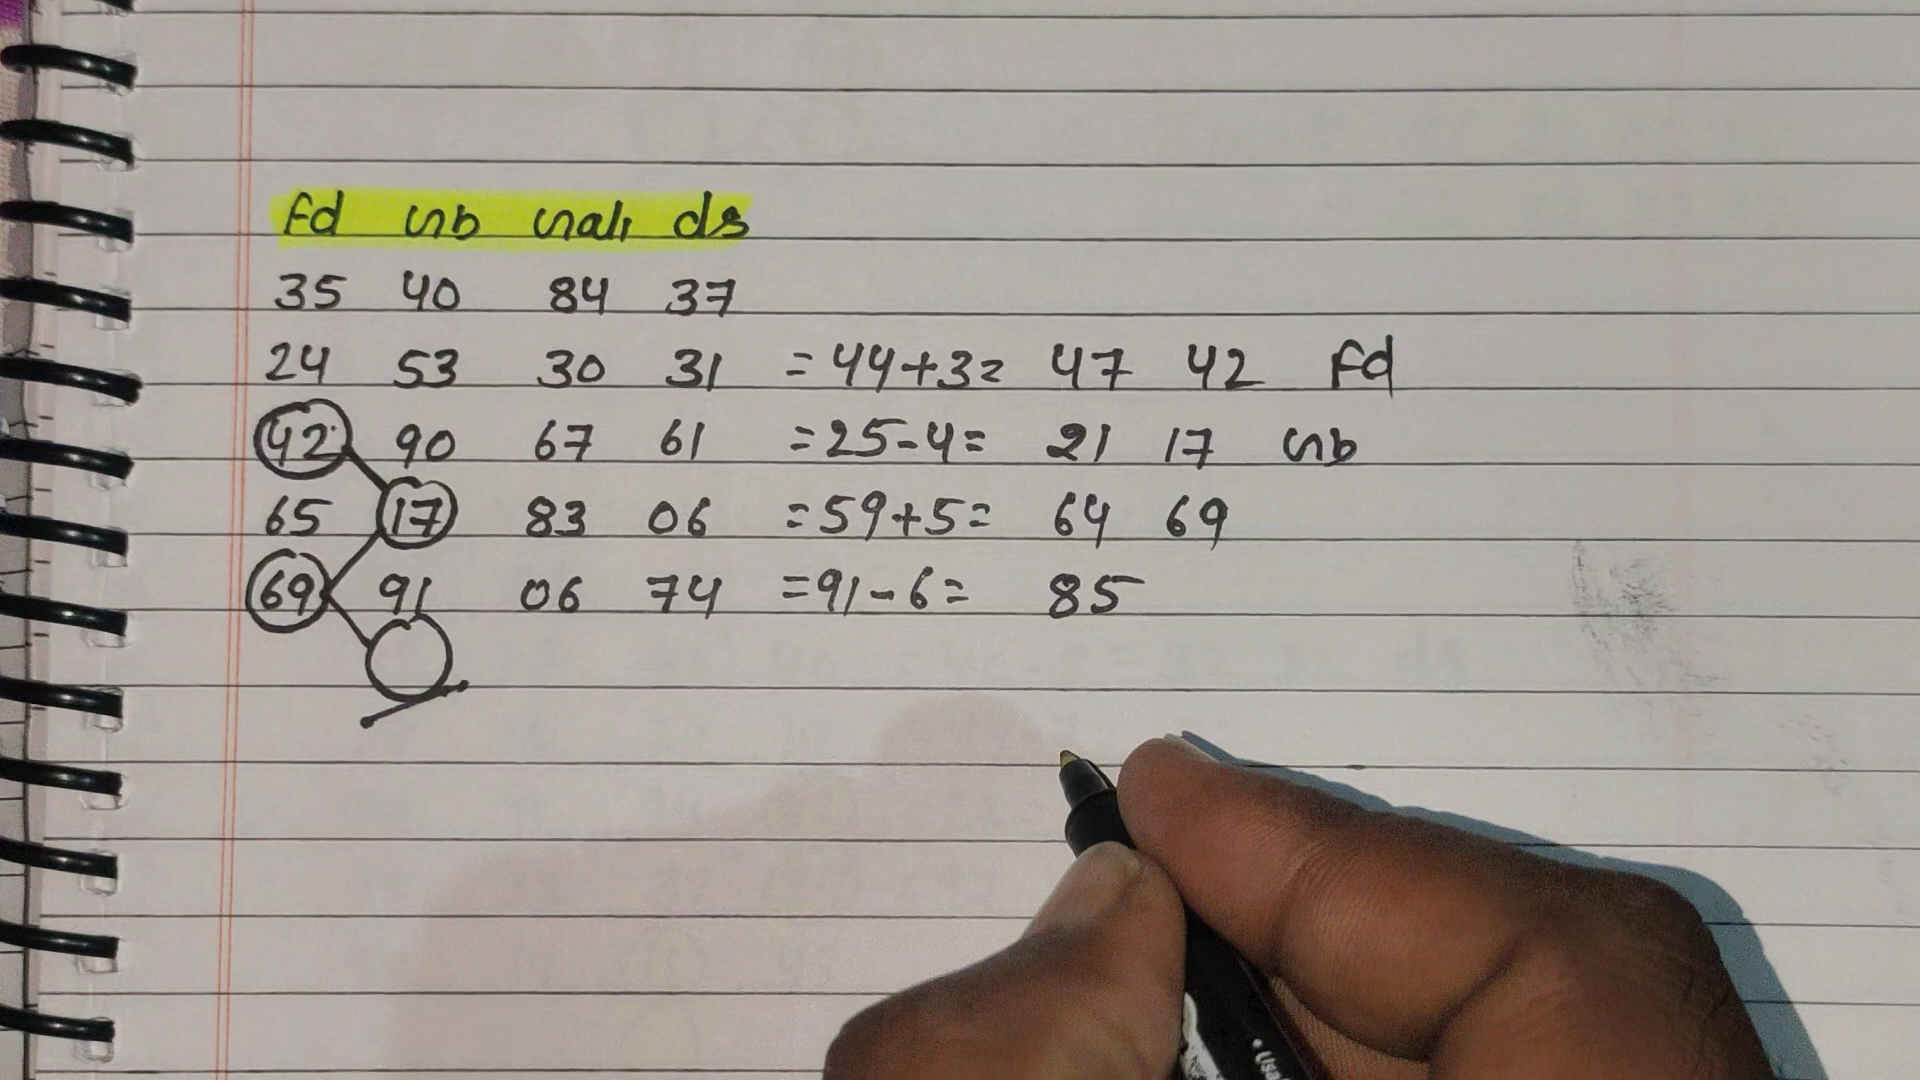 Fd gb gali ds
35 40 84 37
24 53 30 31 =44+3= 47 42 Fd
42 90 67 61 =25-4= 21 17 gb
65 17 83 06 =59+5= 64 69
69 91 06 74 =91-6= 85